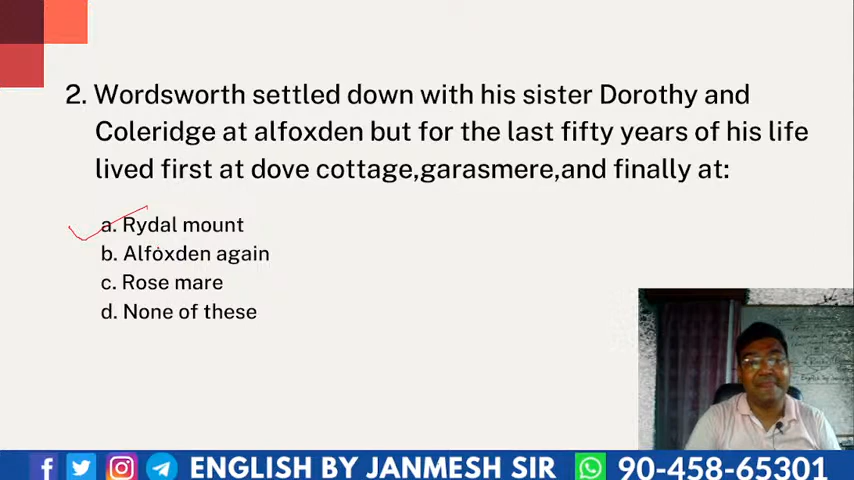 2. Wordsworth settled down with his sister Dorothy and
Coleridge at alfoxden but for the last fifty years of his life
lived first at dove cottage,garasmere,and finally at:
a. Rydal mount
b. Alfoxden again
c. Rose mare
d. None of these
ENGLISH BY JANMESH SIR 90-458-65301